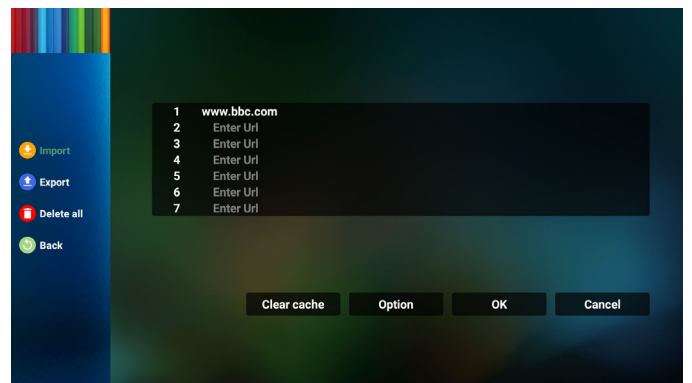 Import
Export
Delete all
Back
1 www.bbc.com
2 Enter Url
3 Enter Url
4 Enter Url
5 Enter Url
6 Enter Url
7 Enter Url
Clear cache Option OK Cancel